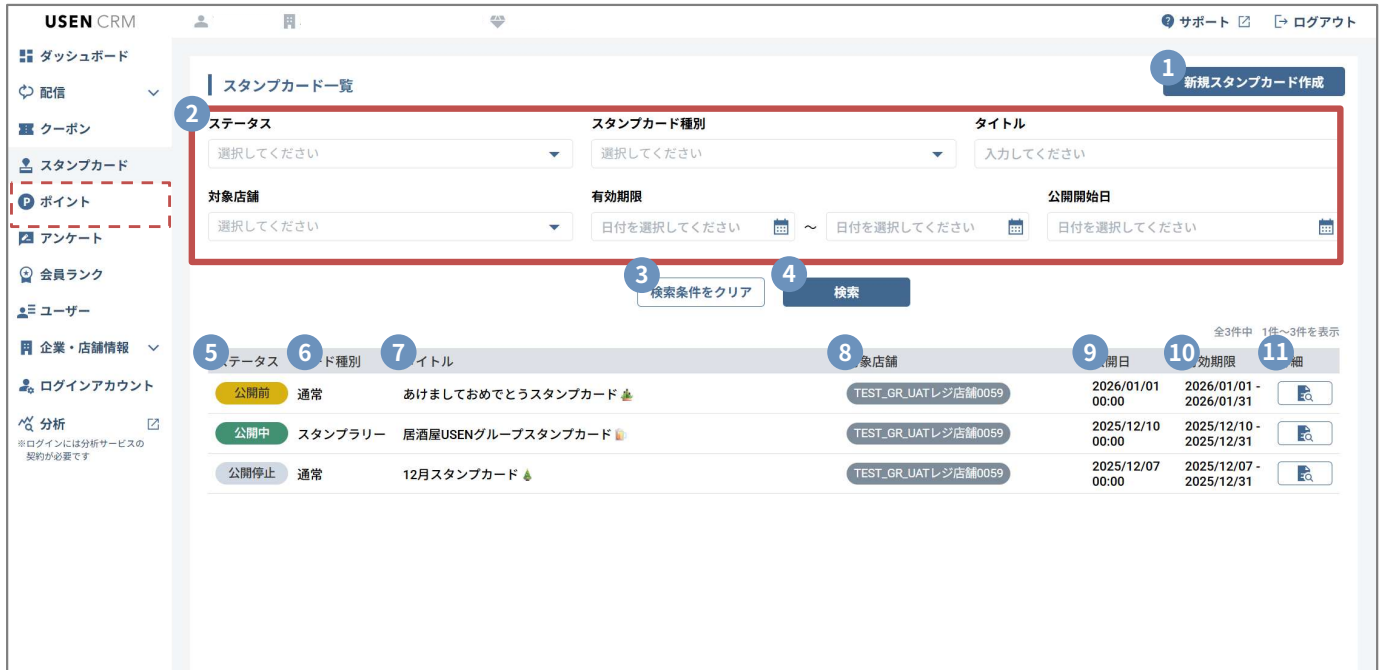 USEN CRM
サポート
ログアウト
ダッシュボード
配信
クーポン
スタンプカード
ポイント
アンケート
会員ランク
ユーザー
企業・店舗情報
ログインアカウント
分析
※ログインには分析サービスの
契約が必要です
スタンプカード一覧
1
新規スタンプカード作成
2
ステータス
スタンプカード種別
タイトル
選択してください
選択してください
入力してください
対象店舗
有効期限
公開開始日
選択してください
日付を選択してください
～
日付を選択してください
日付を選択してください
3
検索条件をクリア
4
検索
全3件中 1件~3件を表示
5
テータス
6
ド種別
7
イトル
8
象店舗
9
開日
10
効期限
11
細
公開前
通常
あけましておめでとうスタンプカード
TEST_GR_UATレジ店舗0059
2026/01/01
00:00
2026/01/01 -
2026/01/31
公開中
スタンプラリー
居酒屋USENグループスタンプカード
TEST_GR_UATレジ店舗0059
2025/12/10
00:00
2025/12/10 -
2025/12/31
公開停止
通常
12月スタンプカード
TEST_GR_UATレジ店舗0059
2025/12/07
00:00
2025/12/07 -
2025/12/31